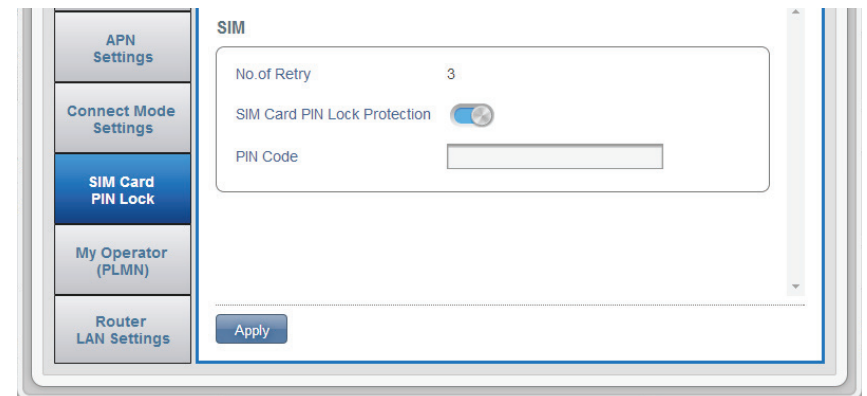 APN
Settings
Connect Mode
Settings
SIM Card
PIN Lock
My Operator
(PLMN)
Router
LAN Settings
SIM
No.of Retry 3
SIM Card PIN Lock Protection
PIN Code
Apply